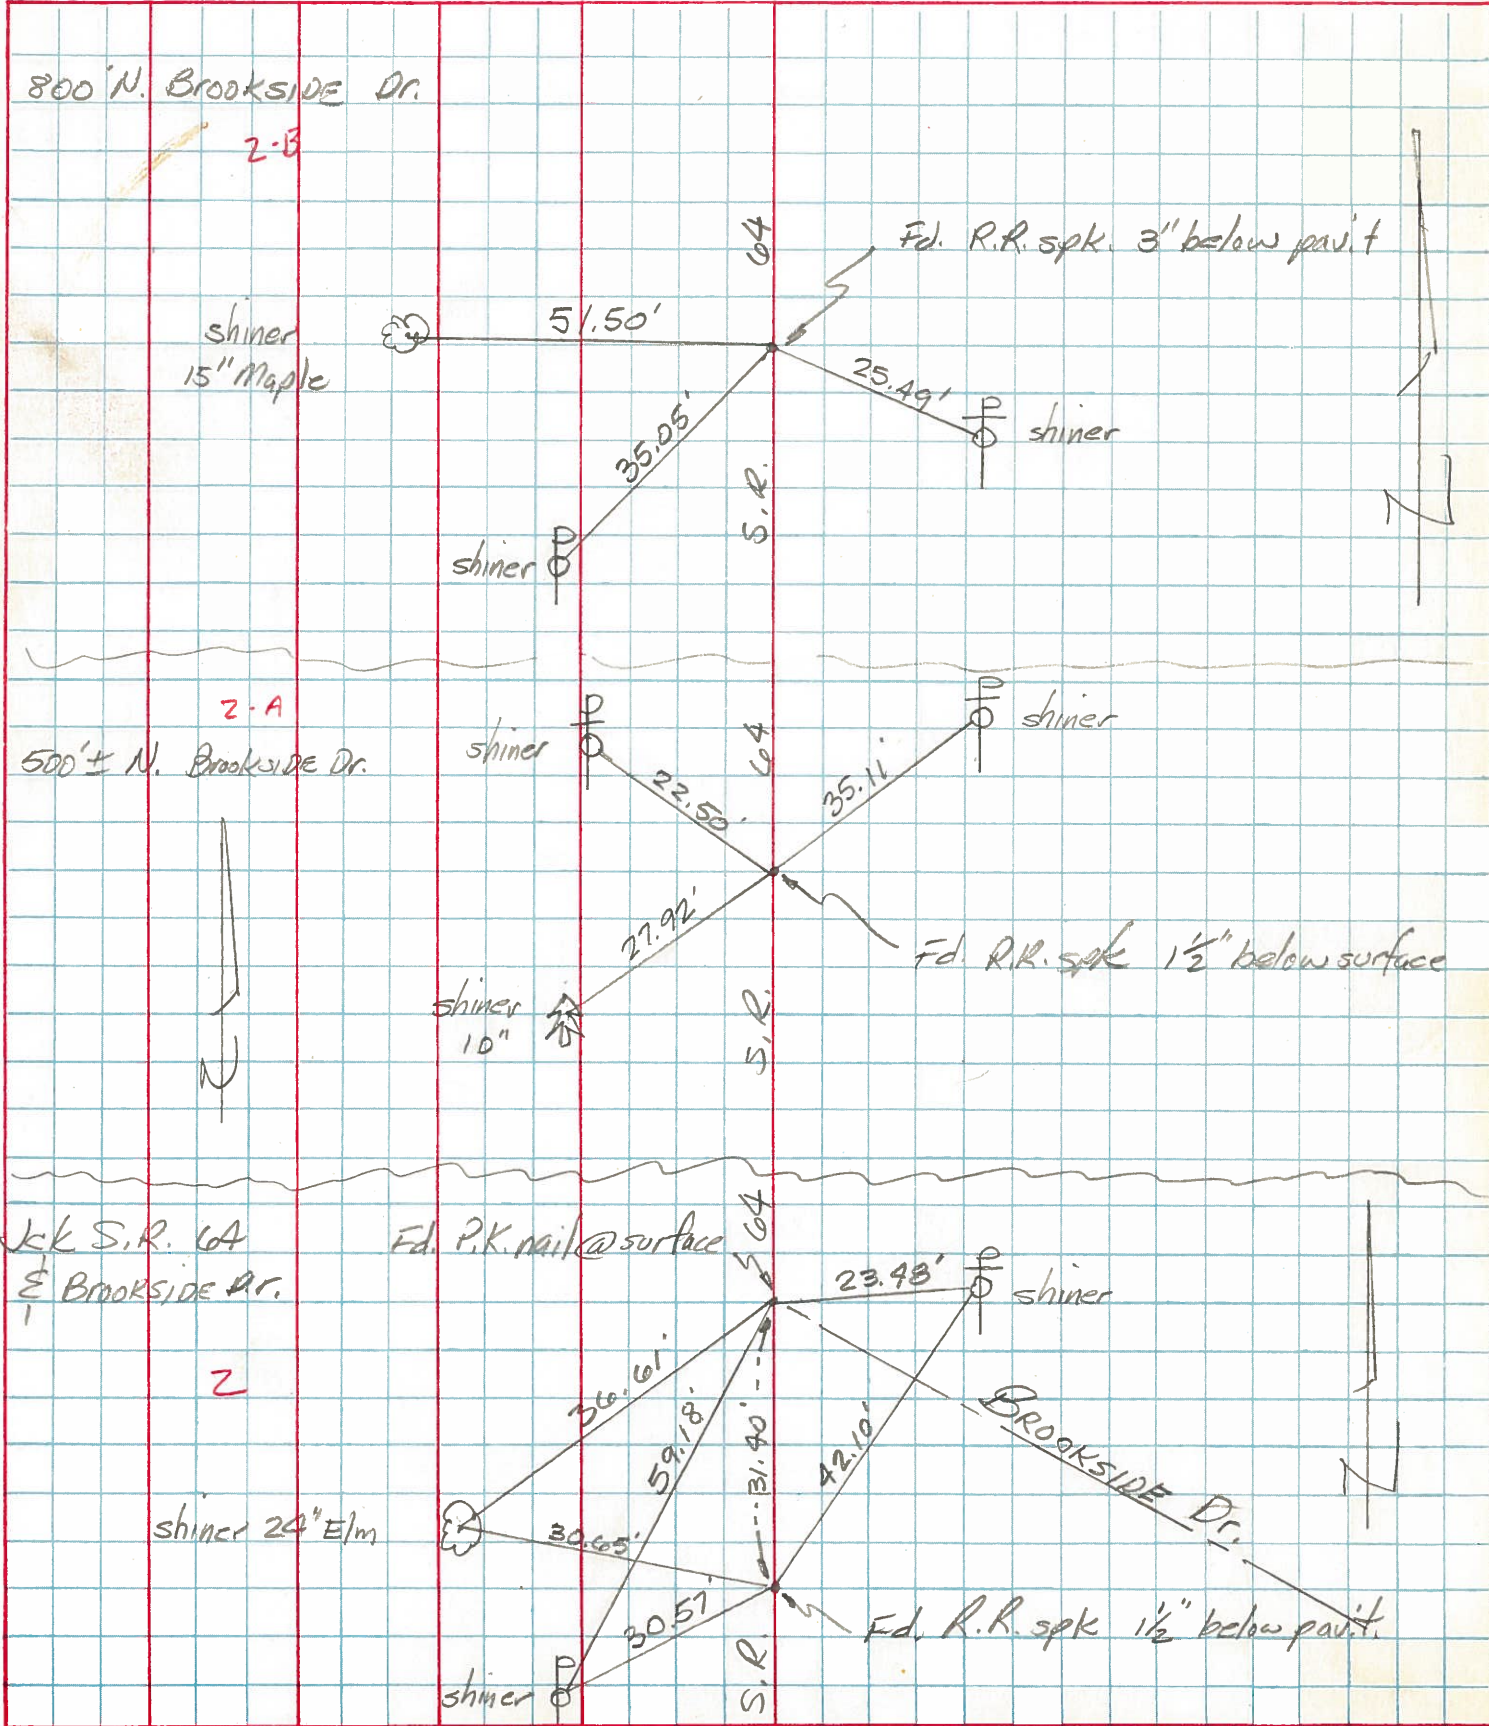 800' N. Brookside Dr.
2-B
S.R. 64
Fd. R.R. spk. 3" below pav't
shiner
15" Maple
51.50'
25.49'
shiner
35.05'
shiner
N
2-A
500'± N. Brookside Dr.
shiner
shiner
S.R. 64
22.50'
35.11'
27.92'
Fd. R.R. spk 1½" below surface
shiner
10"
N
S.R. 64
& Brookside Dr.
2
Fd. P.K. nail @ surface
S.R. 64
23.48'
shiner
36.61'
59.18'
31.40'
42.10'
BROOKSIDE Dr.
shiner 24" Elm
30.65'
30.57'
Fd. R.R. spk 1½" below pav't.
shiner
N